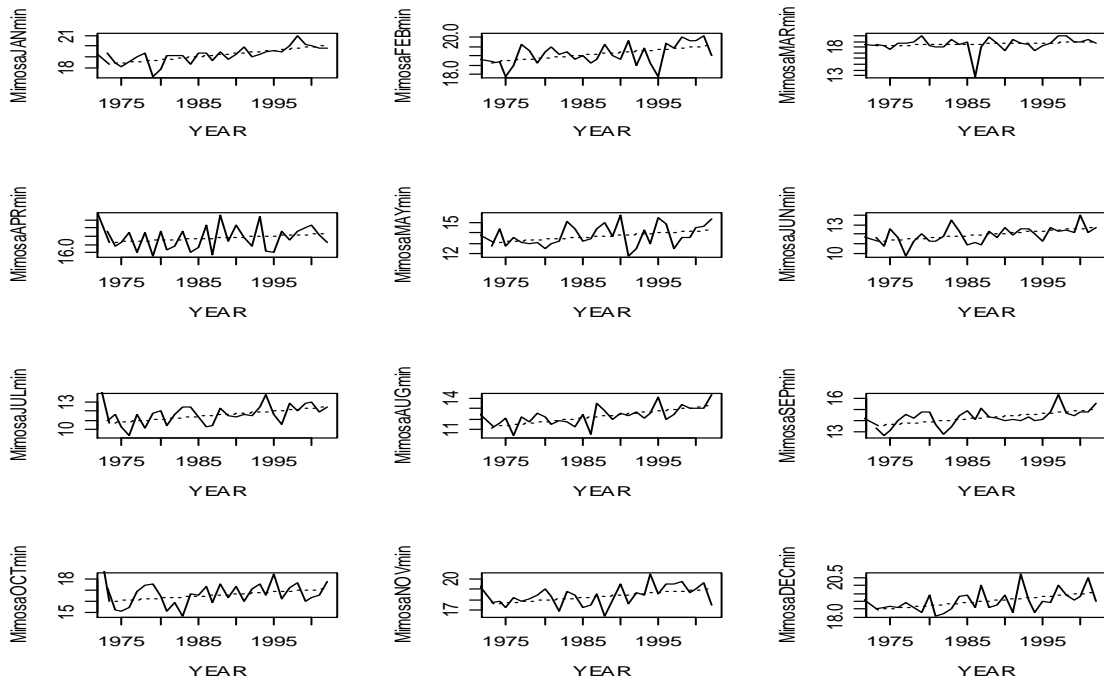 MimosaJANmin
21
18
1975 1985 1995
YEAR
MimosaFEBmin
20.0
18.0
1975 1985 1995
YEAR
MimosaMARmin
18
13
1975 1985 1995
YEAR
MimosaAPRmin
16.0
1975 1985 1995
YEAR
MimosaMAYmin
15
12
1975 1985 1995
YEAR
MimosaJUNmin
13
10
1975 1985 1995
YEAR
MimosaJULmin
13
10
1975 1985 1995
YEAR
MimosaAUGmin
14
11
1975 1985 1995
YEAR
MimosaSEPmin
16
13
1975 1985 1995
YEAR
MimosaOCTmin
18
15
1975 1985 1995
YEAR
MimosaNOVmin
20
17
1975 1985 1995
YEAR
MimosaDECmin
20.5
18.0
1975 1985 1995
YEAR